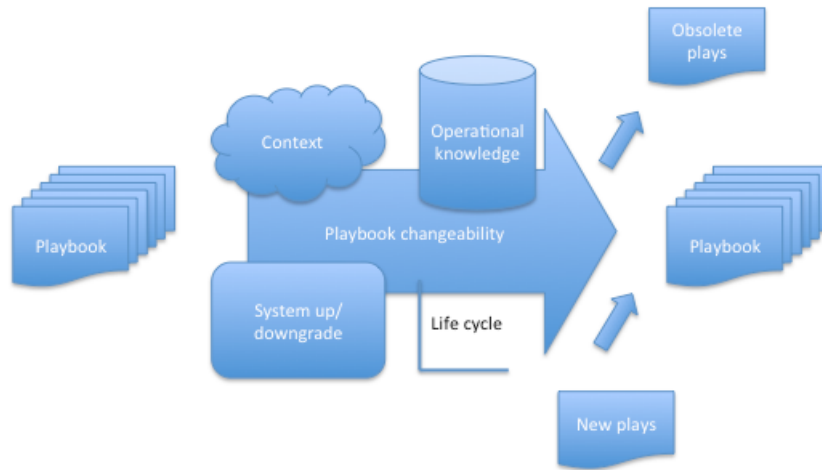 Obsolete
plays
Context
Operational
knowledge
Playbook
Playbook changeability
Playbook
System up/
downgrade
Life cycle
New plays